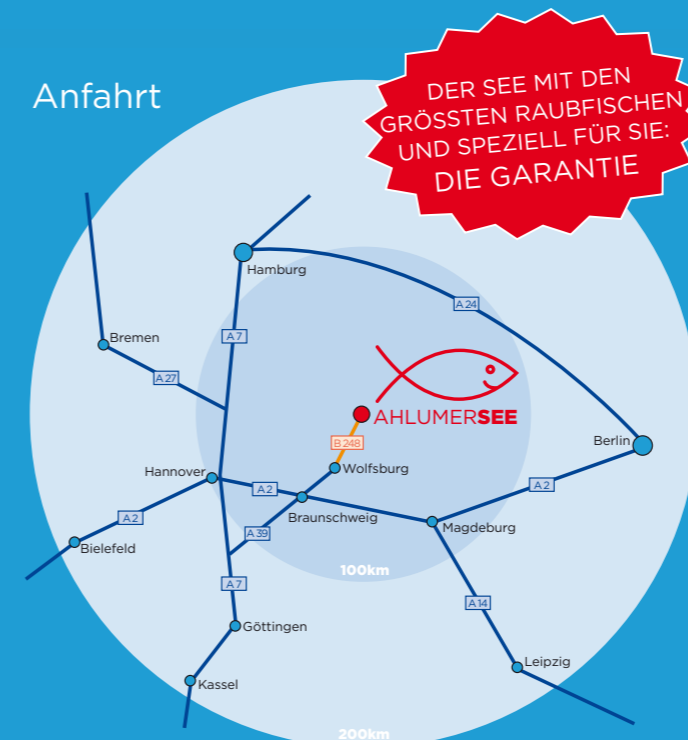 Anfahrt
DER SEE MIT DEN
GRÖSSTEN RAUBFISCHEN
UND SPEZIELL FÜR SIE:
DIE GARANTIE
Hamburg
A 24
Bremen
A 7
A 27
AHLUMERSEE
B 248
Berlin
Hannover
Wolfsburg
A 2
A 2
A 2
Braunschweig
Magdeburg
A 39
Bielefeld
100km
A 7
A 14
Göttingen
Leipzig
Kassel
200km